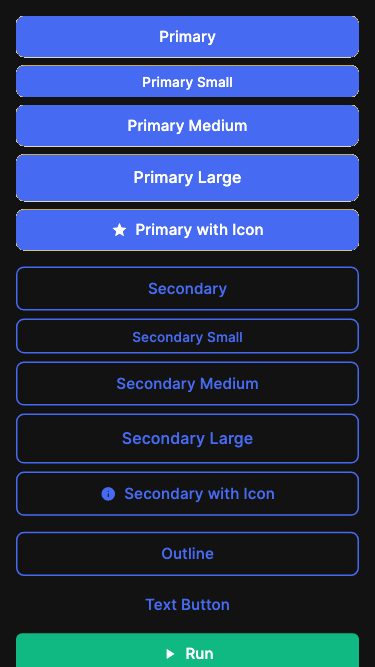 Primary
Primary Small
Primary Medium
Primary Large
Primary with Icon
Secondary
Secondary Small
Secondary Medium
Secondary Large
Secondary with Icon
Outline
Text Button
Run